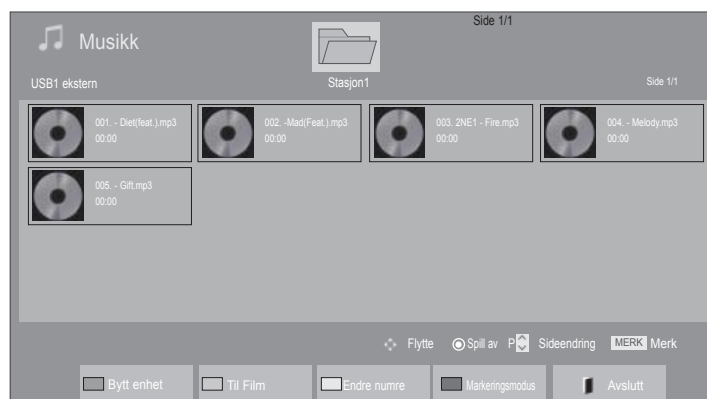 Side 1/1
Musikk
USB1 ekstern
Stasjon1
Side 1/1
001. - Diet(feat.).mp3
00:00
002. -Mad(Feat.).mp3
00:00
003. 2NE1 - Fire.mp3
00:00
004. - Melody.mp3
00:00
005. - Gift.mp3
00:00
Flytte Spill av P Sideendring MERK Merk
Bytt enhet Til Film Endre numre Markeringsmodus Avslutt